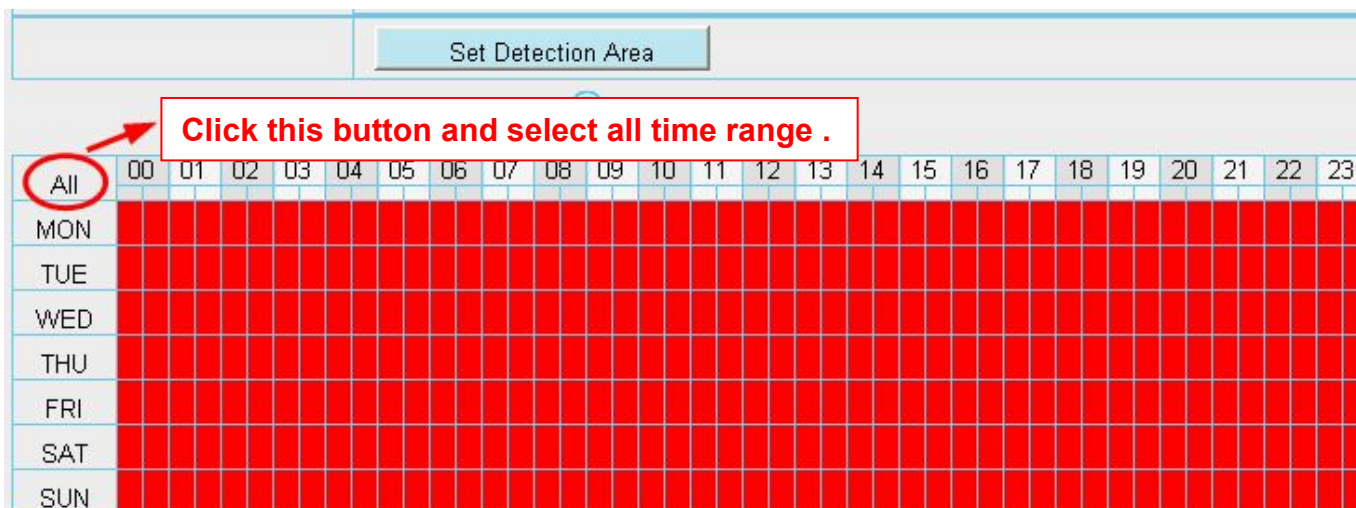 Set Detection Area
Click this button and select all time range .
All 00 01 02 03 04 05 06 07 08 09 10 11 12 13 14 15 16 17 18 19 20 21 22 23
MON
TUE
WED
THU
FRI
SAT
SUN